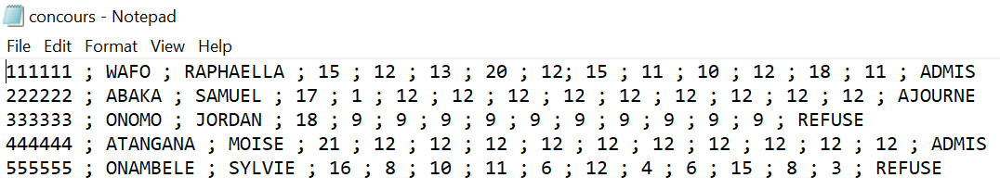 concours - Notepad
File Edit Format View Help
111111 ; WAFO ; RAPHAELLA ; 15 ; 12 ; 13 ; 20 ; 12; 15 ; 11 ; 10 ; 12 ; 18 ; 11 ; ADMIS
222222 ; ABAKA ; SAMUEL ; 17 ; 1 ; 12 ; 12 ; 12 ; 12 ; 12 ; 12 ; 12 ; 12 ; 12 ; AJOURNE
333333 ; ONOMO ; JORDAN ; 18 ; 9 ; 9 ; 9 ; 9 ; 9 ; 9 ; 9 ; 9 ; 9 ; 9 ; REFUSE
444444 ; ATANGANA ; MOISE ; 21 ; 12 ; 12 ; 12 ; 12 ; 12 ; 12 ; 12 ; 12 ; 12 ; 12 ; ADMIS
555555 ; ONAMBELE ; SYLVIE ; 16 ; 8 ; 10 ; 11 ; 6 ; 12 ; 4 ; 6 ; 15 ; 8 ; 3 ; REFUSE